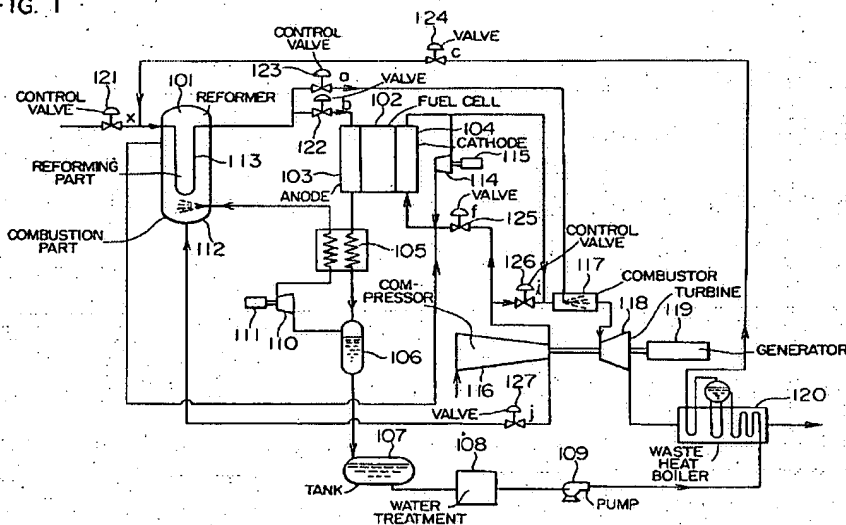 FIG. 1
124
VALVE
c
CONTROL
VALVE
123
a
VALVE
121
101
REFORMER
b
102
FUEL CELL
CONTROL
VALVE
x
122
104
CATHODE
REFORMING
PART
113
103
115
ANODE
114
VALVE
f
125
COMBUSTION
PART
112
CONTROL
VALVE
105
126
117
i
COMBUSTOR
COM-
PRESSOR
118
TURBINE
119
111
110
106
GENERATOR
116
127
120
VALVE
j
107
108
109
WASTE
HEAT
BOILER
TANK
WATER
TREATMENT
PUMP